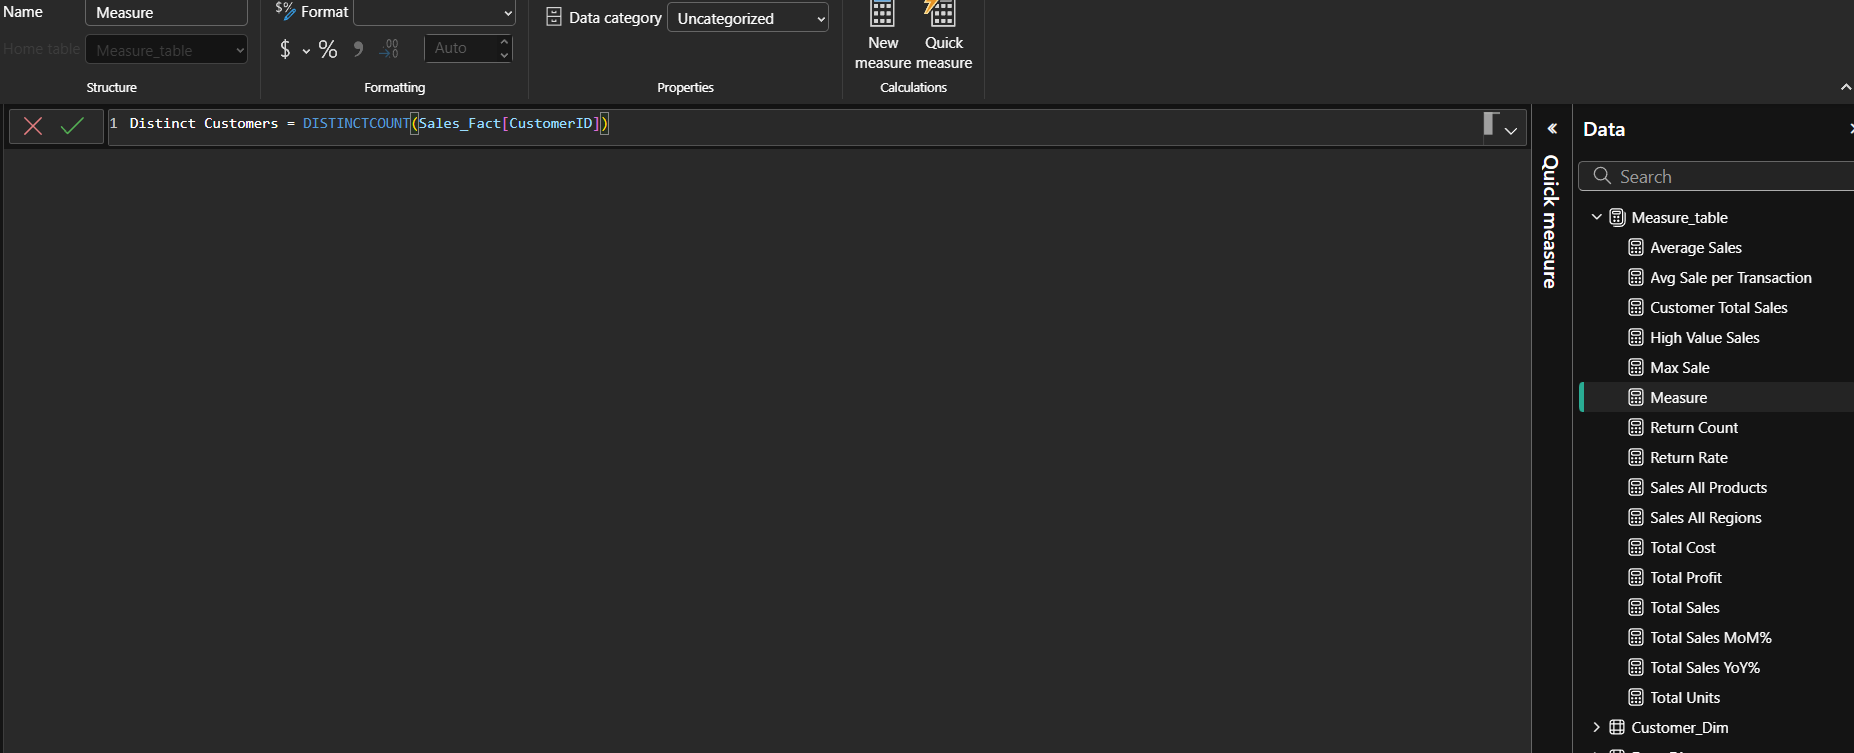 Name Measure
Home table Measure_table
Structure
$% Format
$ % , .00 →0 Auto
Formatting
Data category Uncategorized
Properties
New measure
Quick measure
Calculations
1 Distinct Customers = DISTINCTCOUNT(Sales_Fact[CustomerID])
Quick measure
Data
Search
Measure_table
Average Sales
Avg Sale per Transaction
Customer Total Sales
High Value Sales
Max Sale
Measure
Return Count
Return Rate
Sales All Products
Sales All Regions
Total Cost
Total Profit
Total Sales
Total Sales MoM%
Total Sales YoY%
Total Units
Customer_Dim